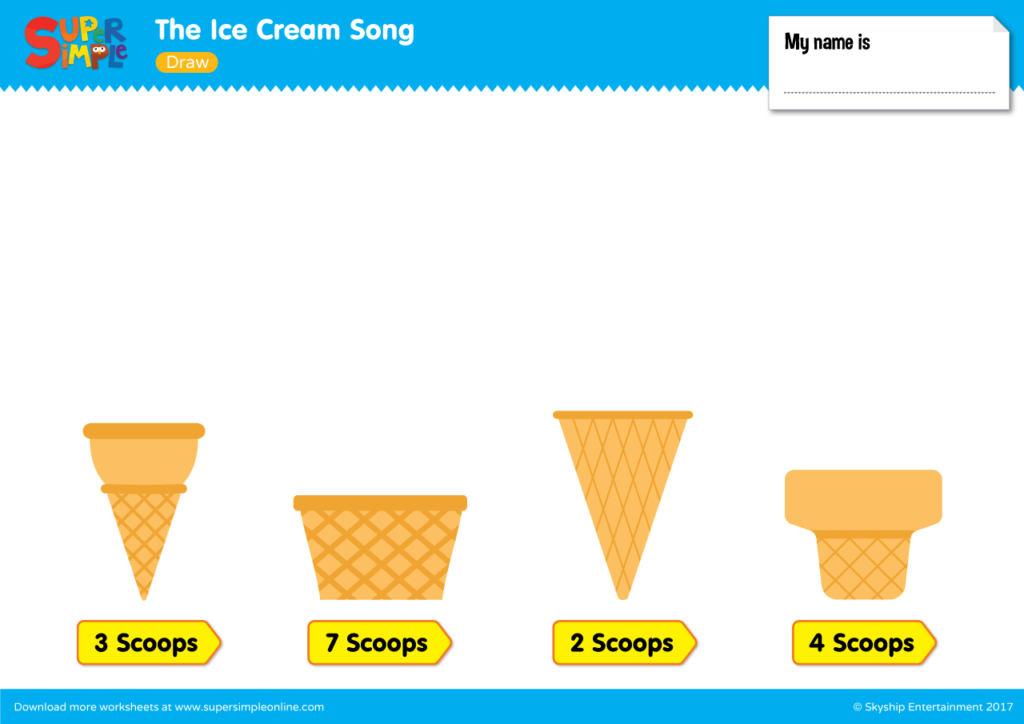 SUPER
SIMPLE
The Ice Cream Song
Draw
My name is
3 Scoops
7 Scoops
2 Scoops
4 Scoops
Download more worksheets at www.supersimpleonline.com
© Skyship Entertainment 2017